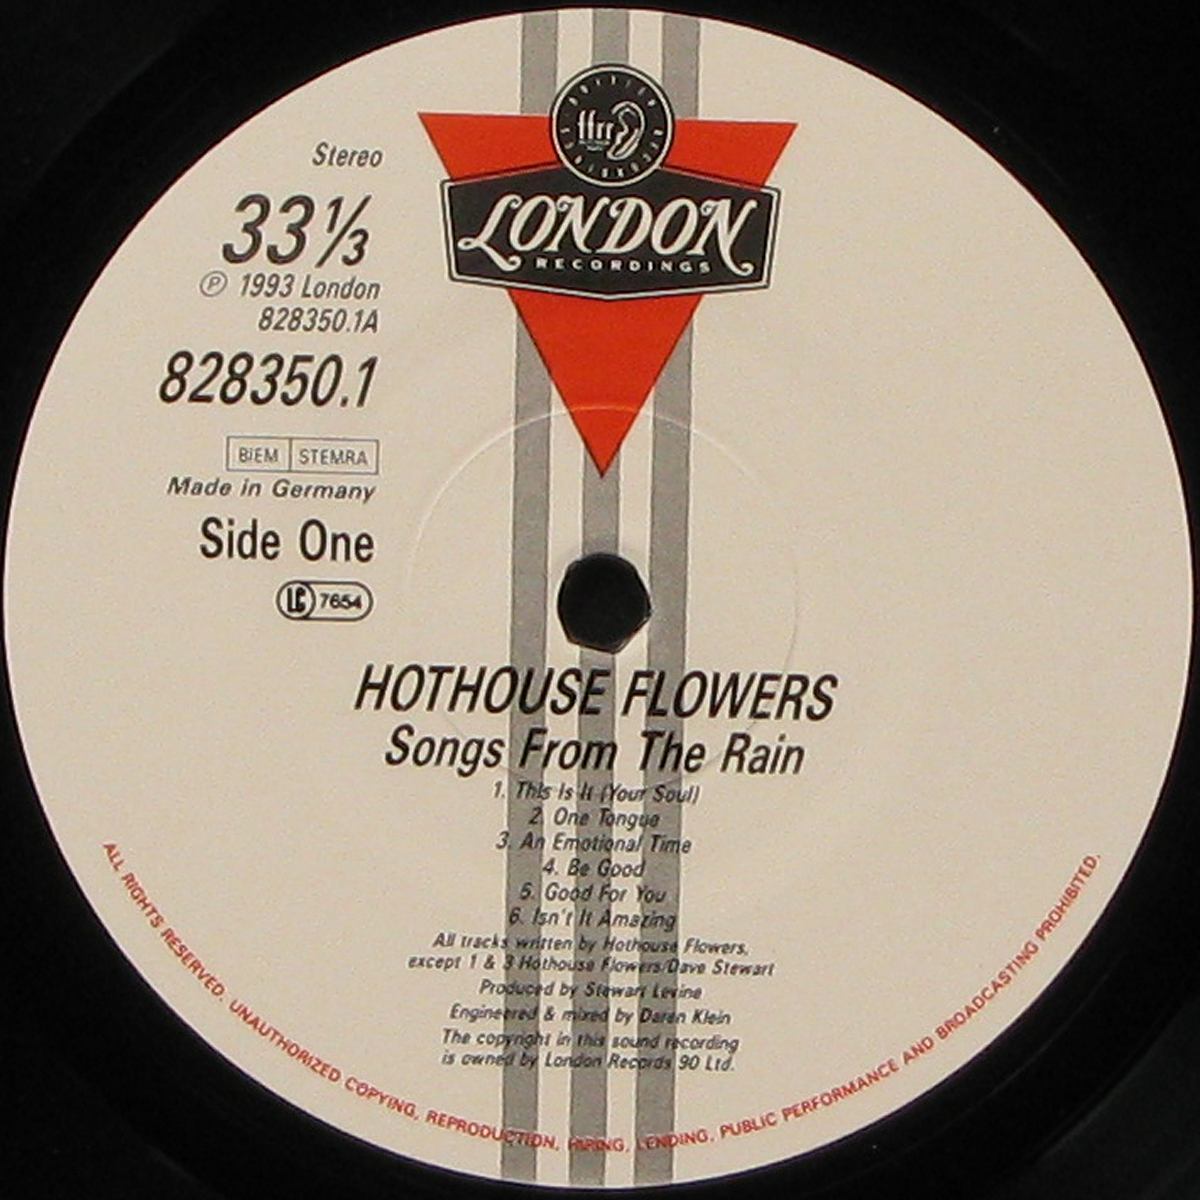 ffrr
LONDON
RECORDINGS
Stereo
33⅓
℗ 1993 London
828350.1A
828350.1
BIEM STEMRA
Made in Germany
Side One
LC 7654
HOTHOUSE FLOWERS
Songs From The Rain
1. This Is It (Your Soul)
2. One Tongue
3. An Emotional Time
4. Be Good
5. Good For You
6. Isn't It Amazing
All tracks written by Hothouse Flowers,
except 1 & 3 Hothouse Flowers/Dave Stewart
Produced by Stewart Levine
Engineered & mixed by Daren Klein
The copyright in this sound recording
is owned by London Records 90 Ltd.
ALL RIGHTS RESERVED. UNAUTHORIZED COPYING, REPRODUCTION, HIRING, LENDING, PUBLIC PERFORMANCE AND BROADCASTING PROHIBITED.